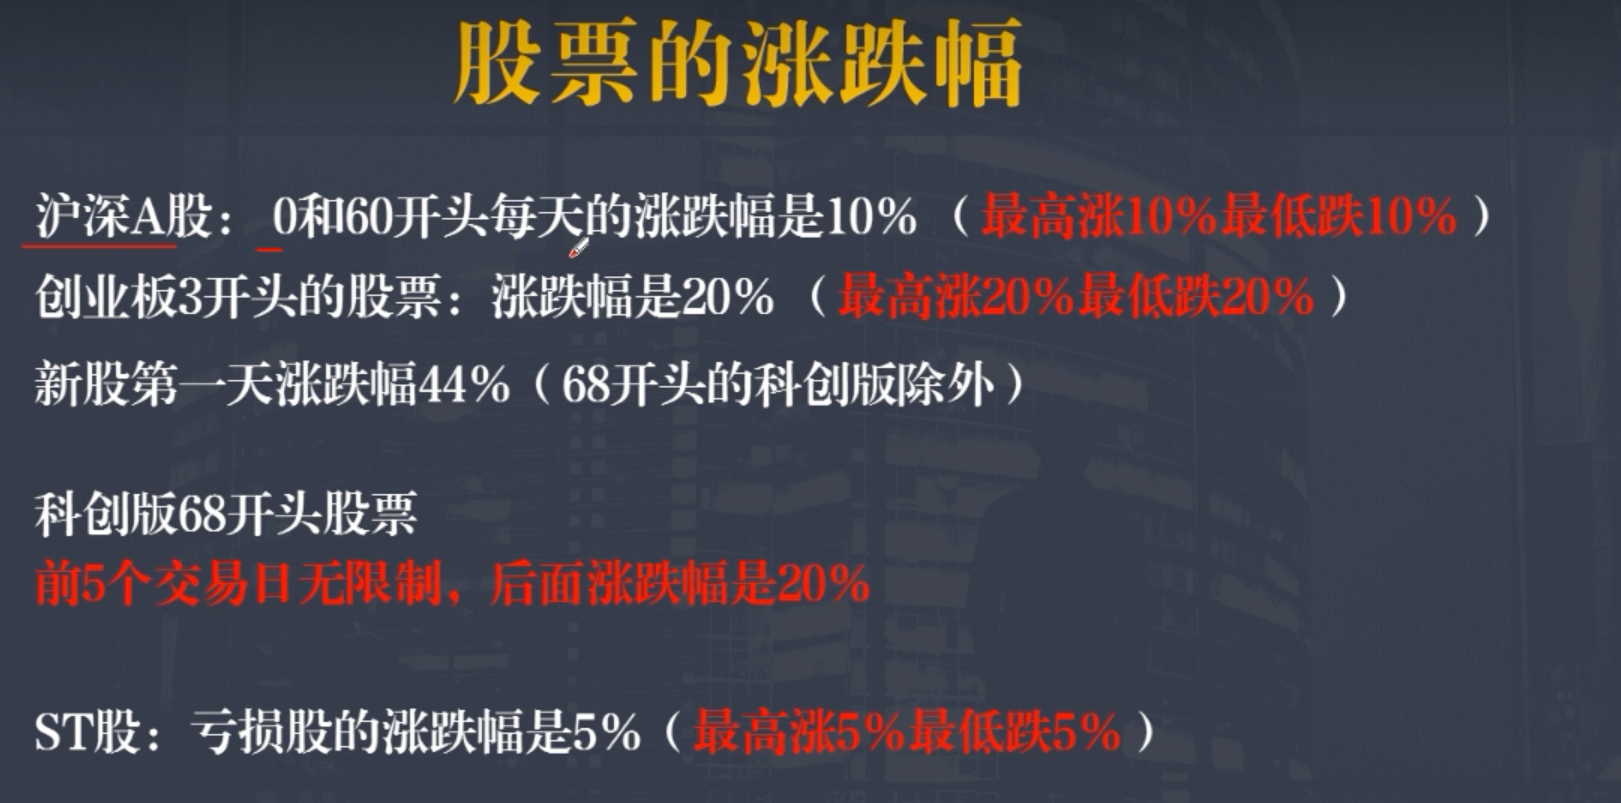 股票的涨跌幅
沪深A股： 0和60开头每天的涨跌幅是10%（最高涨10%最低跌10%）
创业板3开头的股票：涨跌幅是20%（最高涨20%最低跌20%）
新股第一天涨跌幅44%（68开头的科创版除外）
科创版68开头股票
前5个交易日无限制，后面涨跌幅是20%
ST股：亏损股的涨跌幅是5%（最高涨5%最低跌5%）